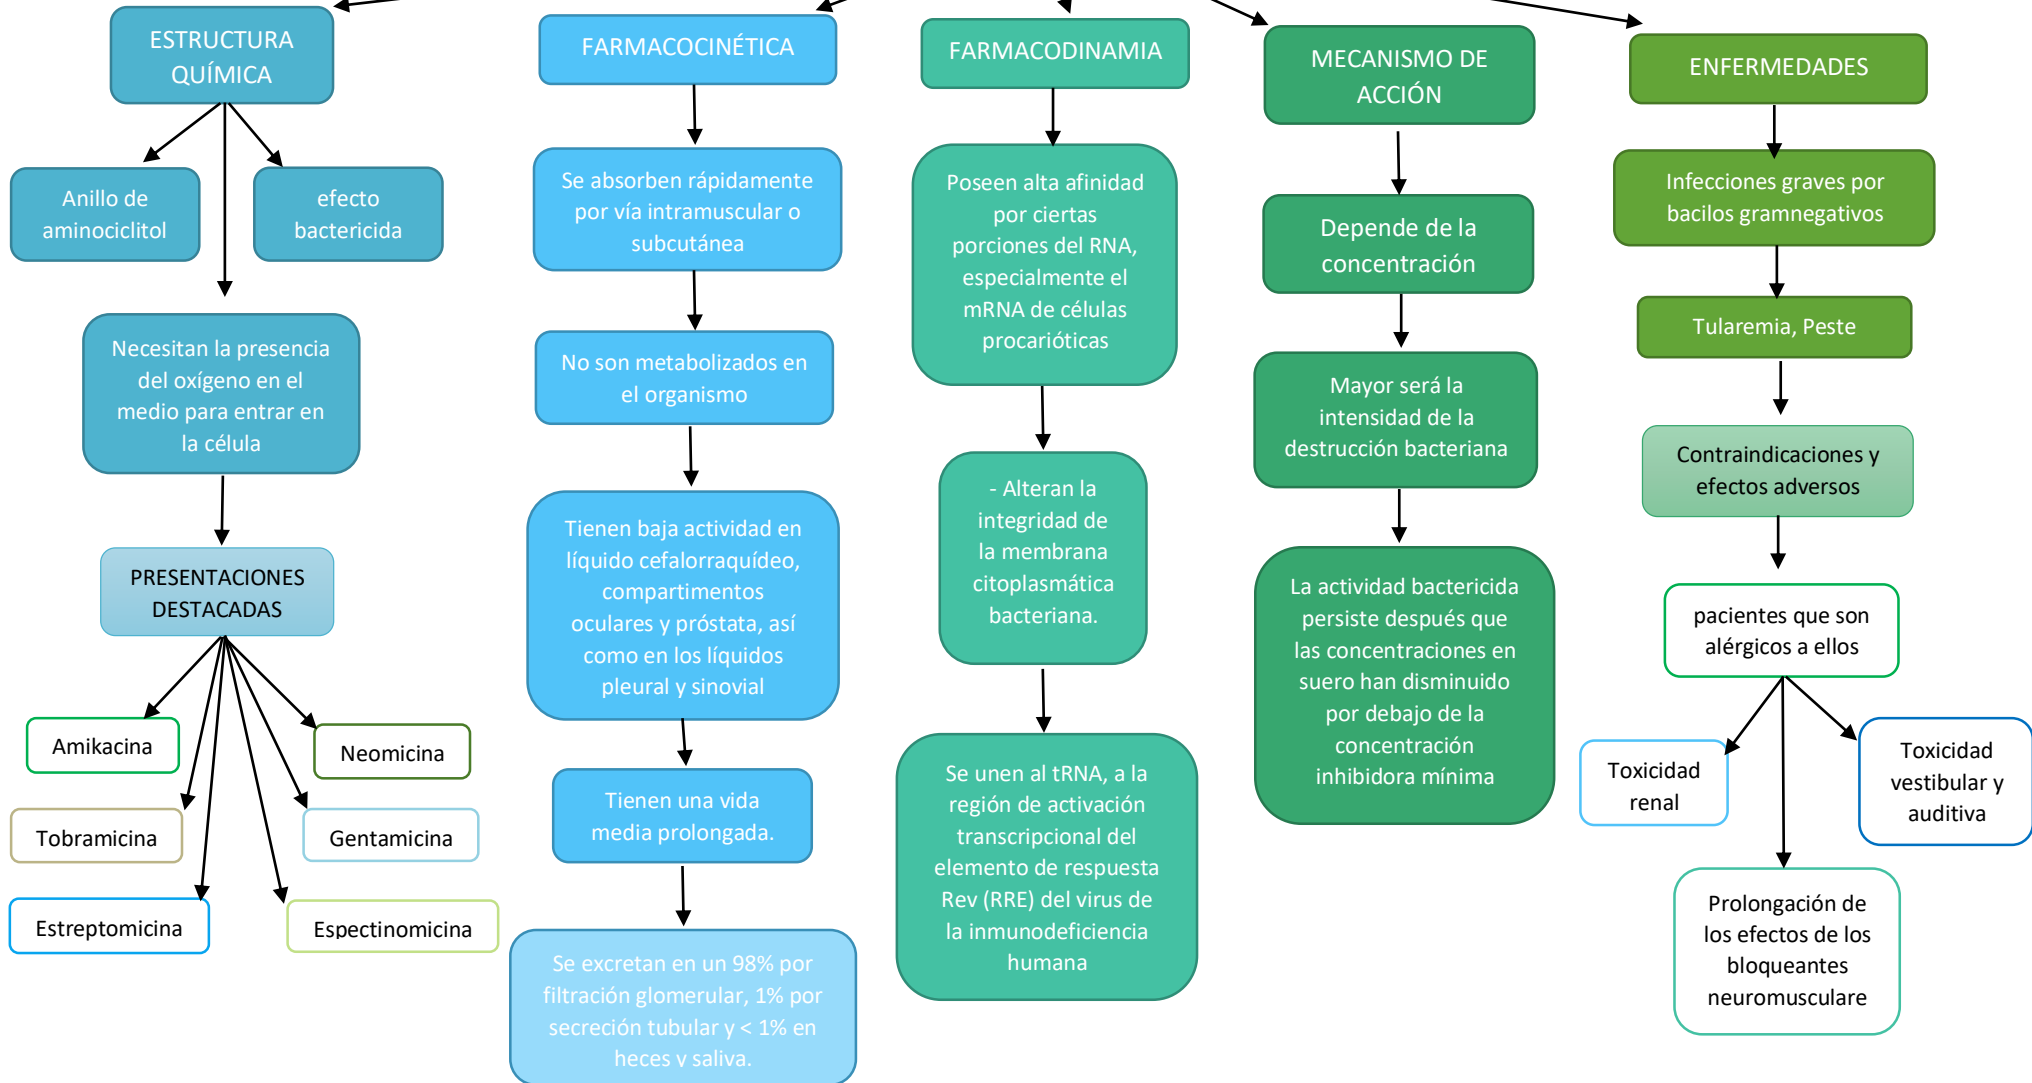 ESTRUCTURA
QUÍMICA
Anillo de
aminociclitol
efecto
bactericida
Necesitan la presencia
del oxígeno en el
medio para entrar en
la célula
PRESENTACIONES
DESTACADAS
Amikacina
Neomicina
Tobramicina
Gentamicina
Estreptomicina
Espectinomicina
FARMACOCINÉTICA
Se absorben rápidamente
por vía intramuscular o
subcutánea
No son metabolizados en
el organismo
Tienen baja actividad en
líquido cefalorraquídeo,
compartimentos
oculares y próstata, así
como en los líquidos
pleural y sinovial
Tienen una vida
media prolongada.
Se excretan en un 98% por
filtración glomerular, 1% por
secreción tubular y < 1% en
heces y saliva.
FARMACODINAMIA
Poseen alta afinidad
por ciertas
porciones del RNA,
especialmente el
mRNA de células
procarióticas
- Alteran la
integridad de
la membrana
citoplasmática
bacteriana.
Se unen al tRNA, a la
región de activación
transcripcional del
elemento de respuesta
Rev (RRE) del virus de
la inmunodeficiencia
humana
MECANISMO DE
ACCIÓN
Depende de la
concentración
Mayor será la
intensidad de la
destrucción bacteriana
La actividad bactericida
persiste después que
las concentraciones en
suero han disminuido
por debajo de la
concentración
inhibidora mínima
ENFERMEDADES
Infecciones graves por
bacilos gramnegativos
Tularemia, Peste
Contraindicaciones y
efectos adversos
pacientes que son
alérgicos a ellos
Toxicidad
renal
Toxicidad
vestibular y
auditiva
Prolongación de
los efectos de los
bloqueantes
neuromusculare